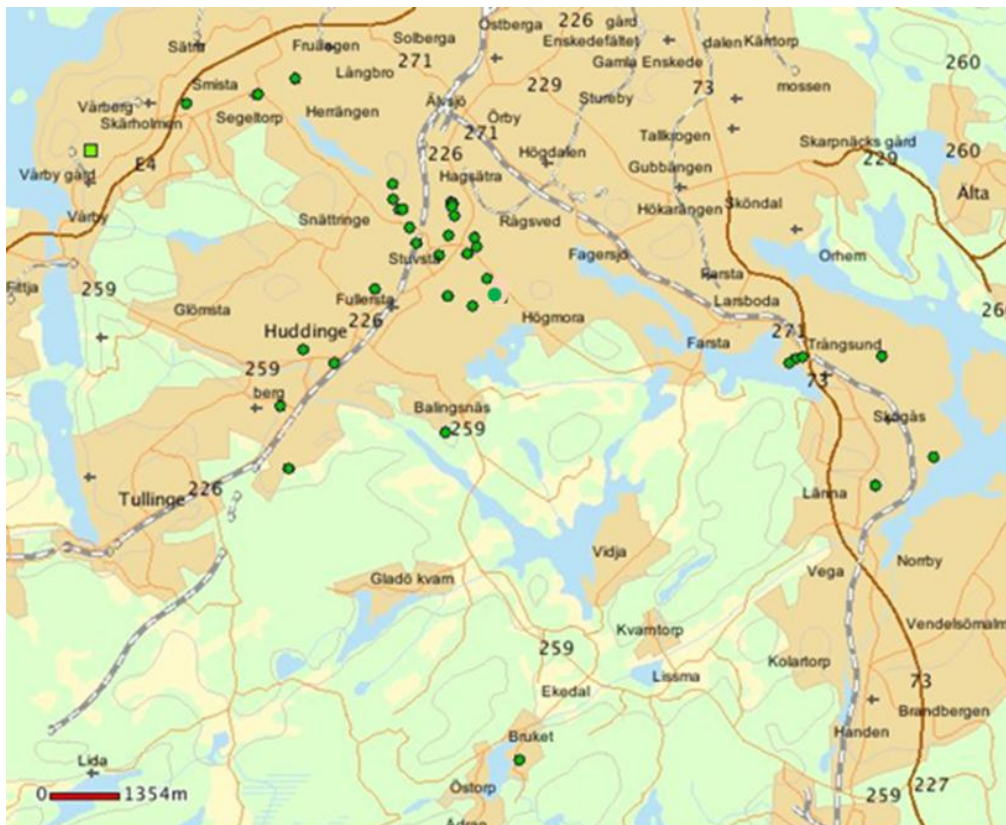 Östberga
226
gård
Sätra
Fruängen
Solberga
Enskedefältet
dalen
Kärrtorp
271
Gamla Enskede
260
Smista
Långbro
229
73
mossen
Vårberg
Segeltorp
Herrängen
Älvsjö
Stureby
Skärholmen
Örby
271
Tallkrogen
Skarpnäcks gård
226
Högdalen
229
260
E4
Gubbängen
Vårby gård
Hagsätra
Älta
Vårby
Snättringe
Rågsved
Hökarängen
Sköndal
Stuvsta
Fagersjö
Orhem
Fittja
259
Farsta
Glömsta
Fullersta
Larsboda
226
Högmora
Huddinge
271
Farsta
Trångsund
259
73
berg
Balingsnäs
Skogås
259
Tullinge
226
Länna
Vidja
Vega
Norrby
Gladö kvarn
Kvarntorp
Vendelsömalm
259
Kolartorp
Lissma
Ekedal
73
Brandbergen
Bruket
Handen
Lida
Östorp
0
1354m
259
227